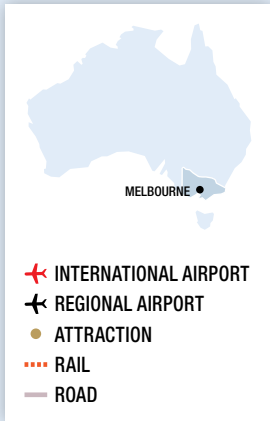 MELBOURNE
INTERNATIONAL AIRPORT
REGIONAL AIRPORT
ATTRACTION
RAIL
ROAD